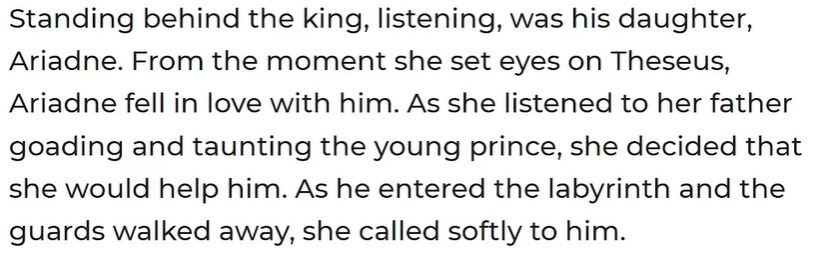 Standing behind the king, listening, was his daughter,
Ariadne. From the moment she set eyes on Theseus,
Ariadne fell in love with him. As she listened to her father
goading and taunting the young prince, she decided that
she would help him. As he entered the labyrinth and the
guards walked away, she called softly to him.